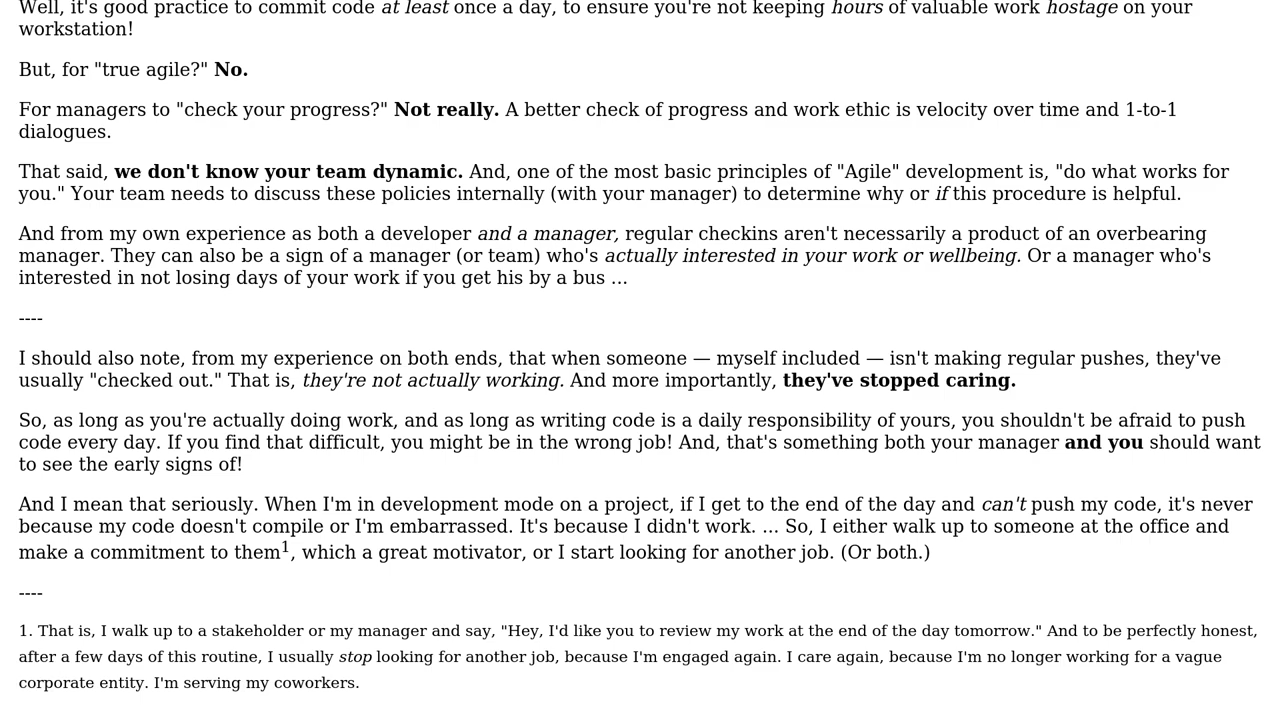 Well, it's good practice to commit code at least once a day, to ensure you're not keeping hours of valuable work hostage on your
workstation!
But, for "true agile?" No.
For managers to "check your progress?" Not really. A better check of progress and work ethic is velocity over time and 1-to-1
dialogues.
That said, we don't know your team dynamic. And, one of the most basic principles of "Agile" development is, "do what works for
you." Your team needs to discuss these policies internally (with your manager) to determine why or if this procedure is helpful.
And from my own experience as both a developer and a manager, regular checkins aren't necessarily a product of an overbearing
manager. They can also be a sign of a manager (or team) who's actually interested in your work or wellbeing. Or a manager who's
interested in not losing days of your work if you get his by a bus ...
----
I should also note, from my experience on both ends, that when someone — myself included — isn't making regular pushes, they've
usually "checked out." That is, they're not actually working. And more importantly, they've stopped caring.
So, as long as you're actually doing work, and as long as writing code is a daily responsibility of yours, you shouldn't be afraid to push
code every day. If you find that difficult, you might be in the wrong job! And, that's something both your manager and you should want
to see the early signs of!
And I mean that seriously. When I'm in development mode on a project, if I get to the end of the day and can't push my code, it's never
because my code doesn't compile or I'm embarrassed. It's because I didn't work. ... So, I either walk up to someone at the office and
make a commitment to them1, which a great motivator, or I start looking for another job. (Or both.)
----
1. That is, I walk up to a stakeholder or my manager and say, "Hey, I'd like you to review my work at the end of the day tomorrow." And to be perfectly honest,
after a few days of this routine, I usually stop looking for another job, because I'm engaged again. I care again, because I'm no longer working for a vague
corporate entity. I'm serving my coworkers.